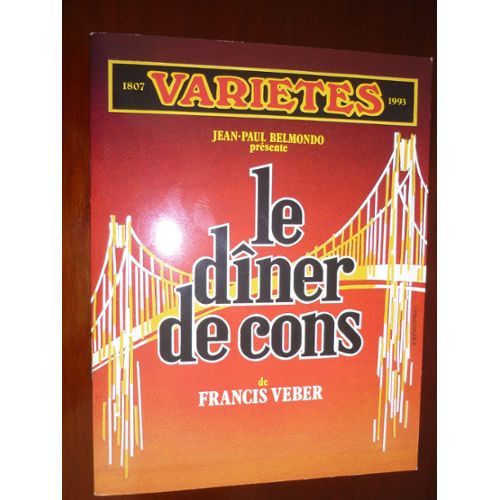 1807 VARIETES 1993
JEAN-PAUL BELMONDO
présente
le
dîner
de cons
de
FRANCIS VEBER